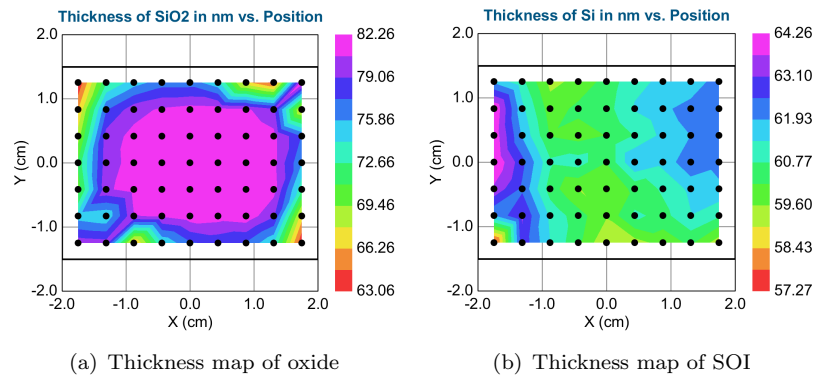 Thickness of SiO2 in nm vs. Position
2.0
1.0
0.0
-1.0
-2.0
Y (cm)
-2.0 -1.0 0.0 1.0 2.0
X (cm)
82.26
79.06
75.86
72.66
69.46
66.26
63.06
(a) Thickness map of oxide
Thickness of Si in nm vs. Position
2.0
1.0
0.0
-1.0
-2.0
Y (cm)
-2.0 -1.0 0.0 1.0 2.0
X (cm)
64.26
63.10
61.93
60.77
59.60
58.43
57.27
(b) Thickness map of SOI